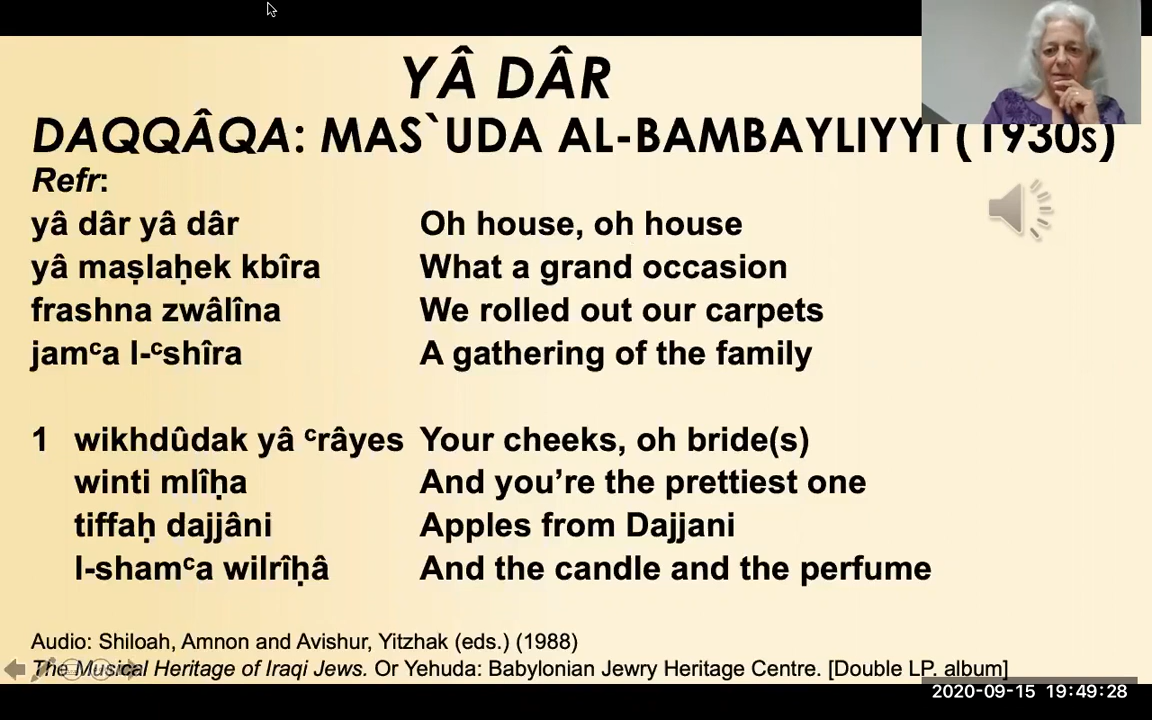 YÂ DÂR
DAQQÂQA: MAS`UDA AL-BAMBAYLIYYI (1930s)
Refr:
yâ dâr yâ dâr Oh house, oh house
yâ maṣlaḥek kbîra What a grand occasion
frashna zwâlîna We rolled out our carpets
jamᶜa l-ᶜshîra A gathering of the family
1 wikhdûdak yâ ᶜrâyes Your cheeks, oh bride(s)
winti mlîḥa And you’re the prettiest one
tiffaḥ dajjâni Apples from Dajjani
l-shamᶜa wilrîḥâ And the candle and the perfume
Audio: Shiloah, Amnon and Avishur, Yitzhak (eds.) (1988)
The Musical Heritage of Iraqi Jews. Or Yehuda: Babylonian Jewry Heritage Centre. [Double LP. album]
2020-09-15 19:49:28